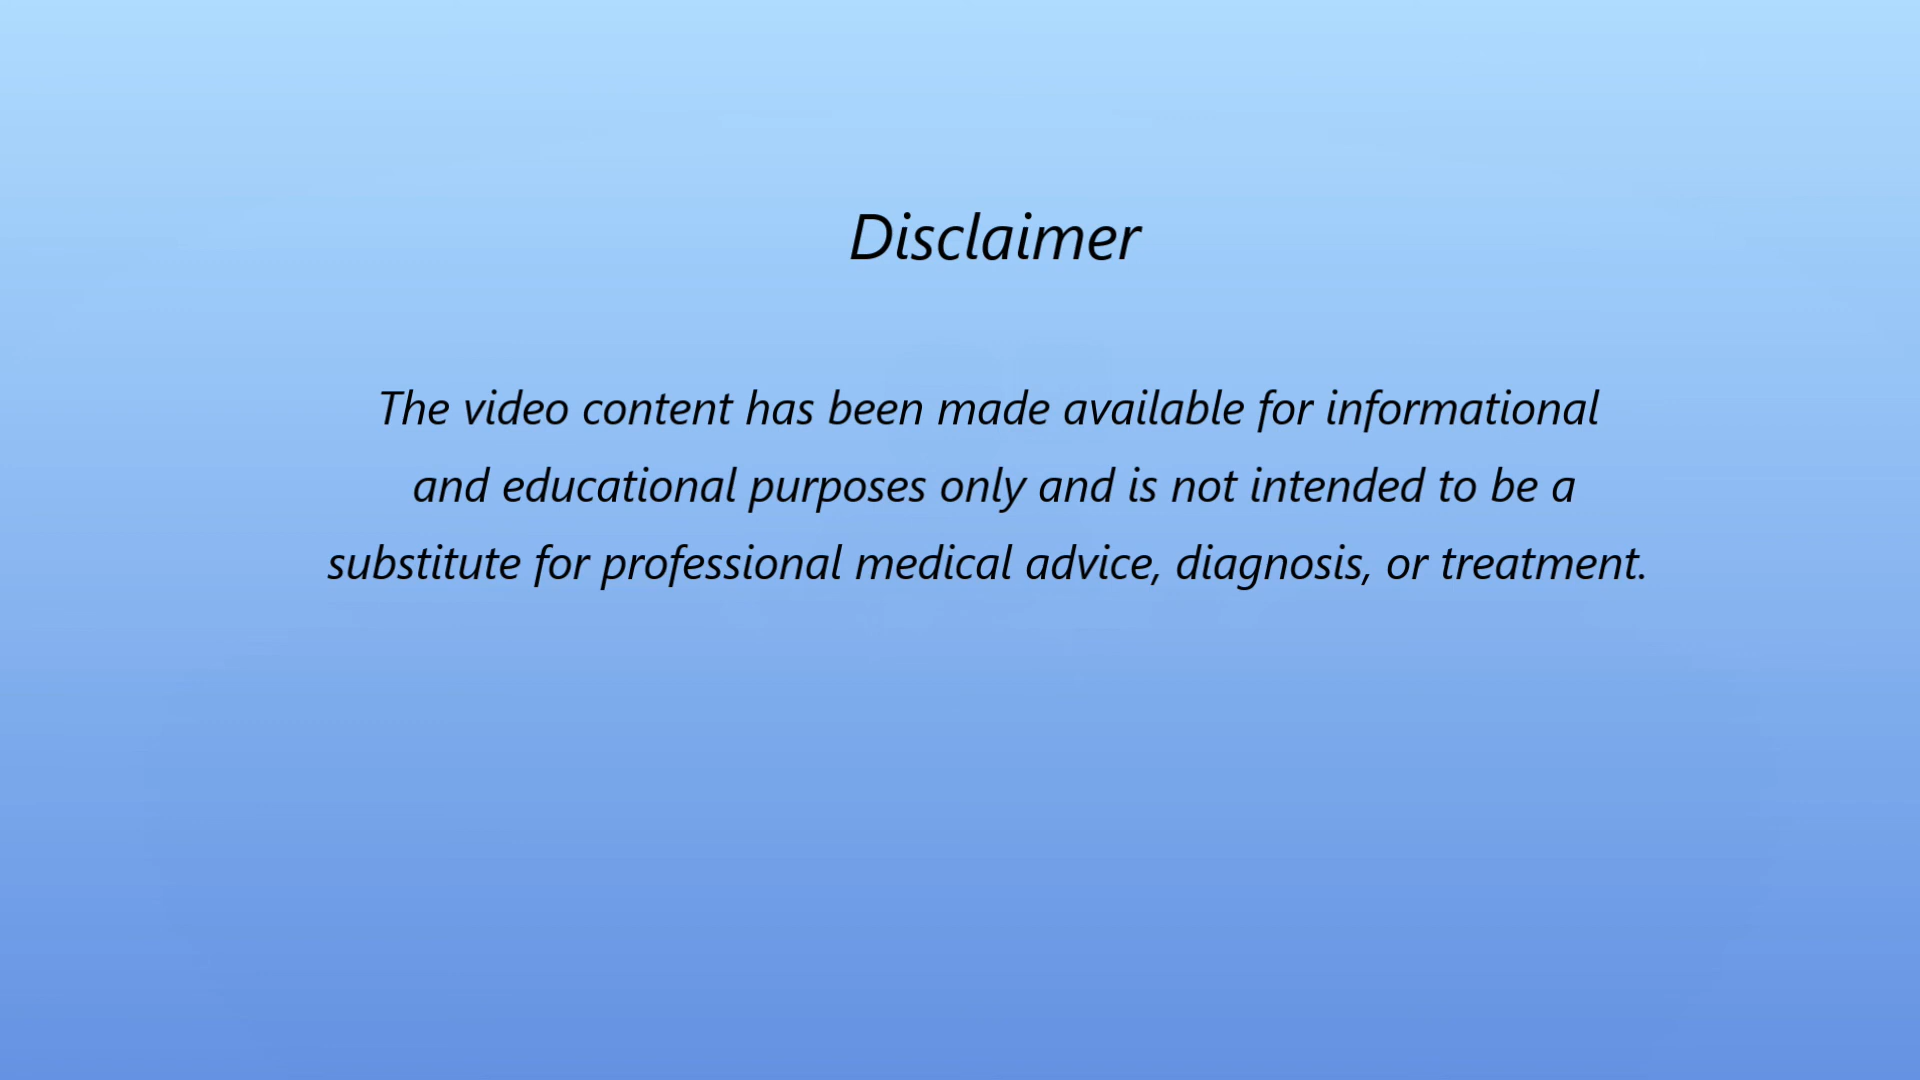 Disclaimer
The video content has been made available for informational
and educational purposes only and is not intended to be a
substitute for professional medical advice, diagnosis, or treatment.